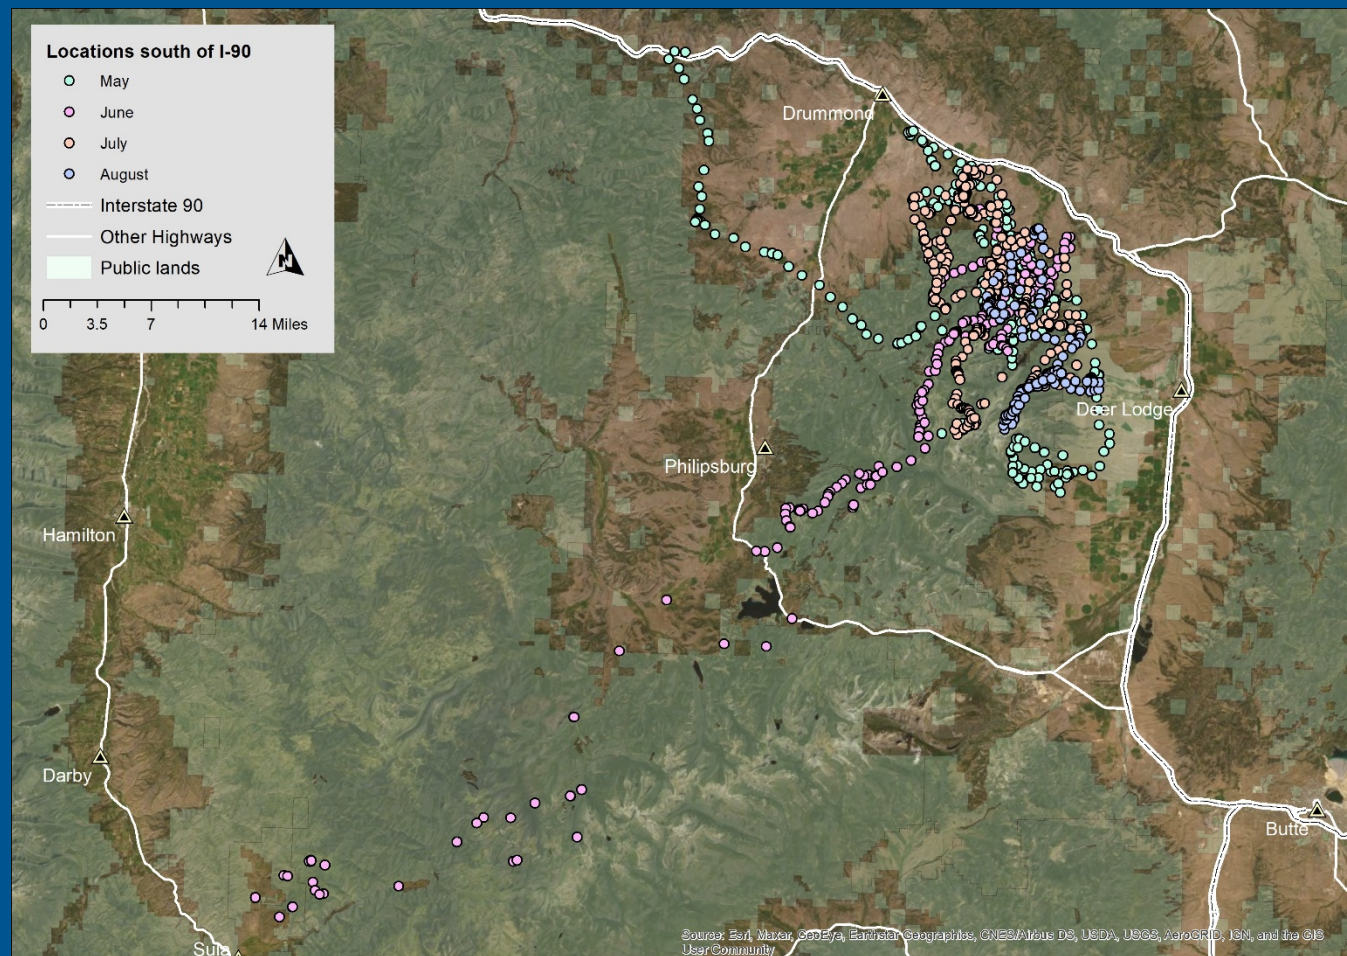 Locations south of I-90
May
June
July
August
Interstate 90
Other Highways
Public lands
N
0 3.5 7 14 Miles
Drummond
Deer Lodge
Philipsburg
Hamilton
Darby
Butte
Sula
Source: Esri, Maxar, GeoEye, Earthstar Geographics, CNES/Airbus DS, USDA, USGS, AeroGRID, IGN, and the GIS
User Community